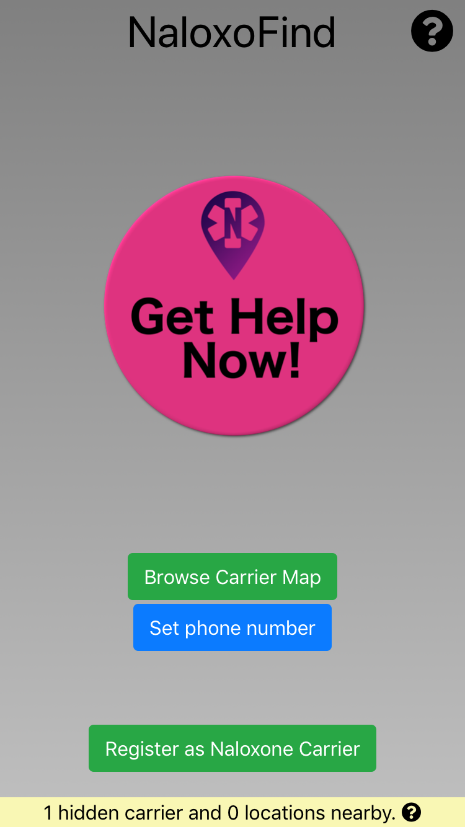 NaloxoFind
?
N
Get Help
Now!
Browse Carrier Map
Set phone number
Register as Naloxone Carrier
1 hidden carrier and 0 locations nearby. ?